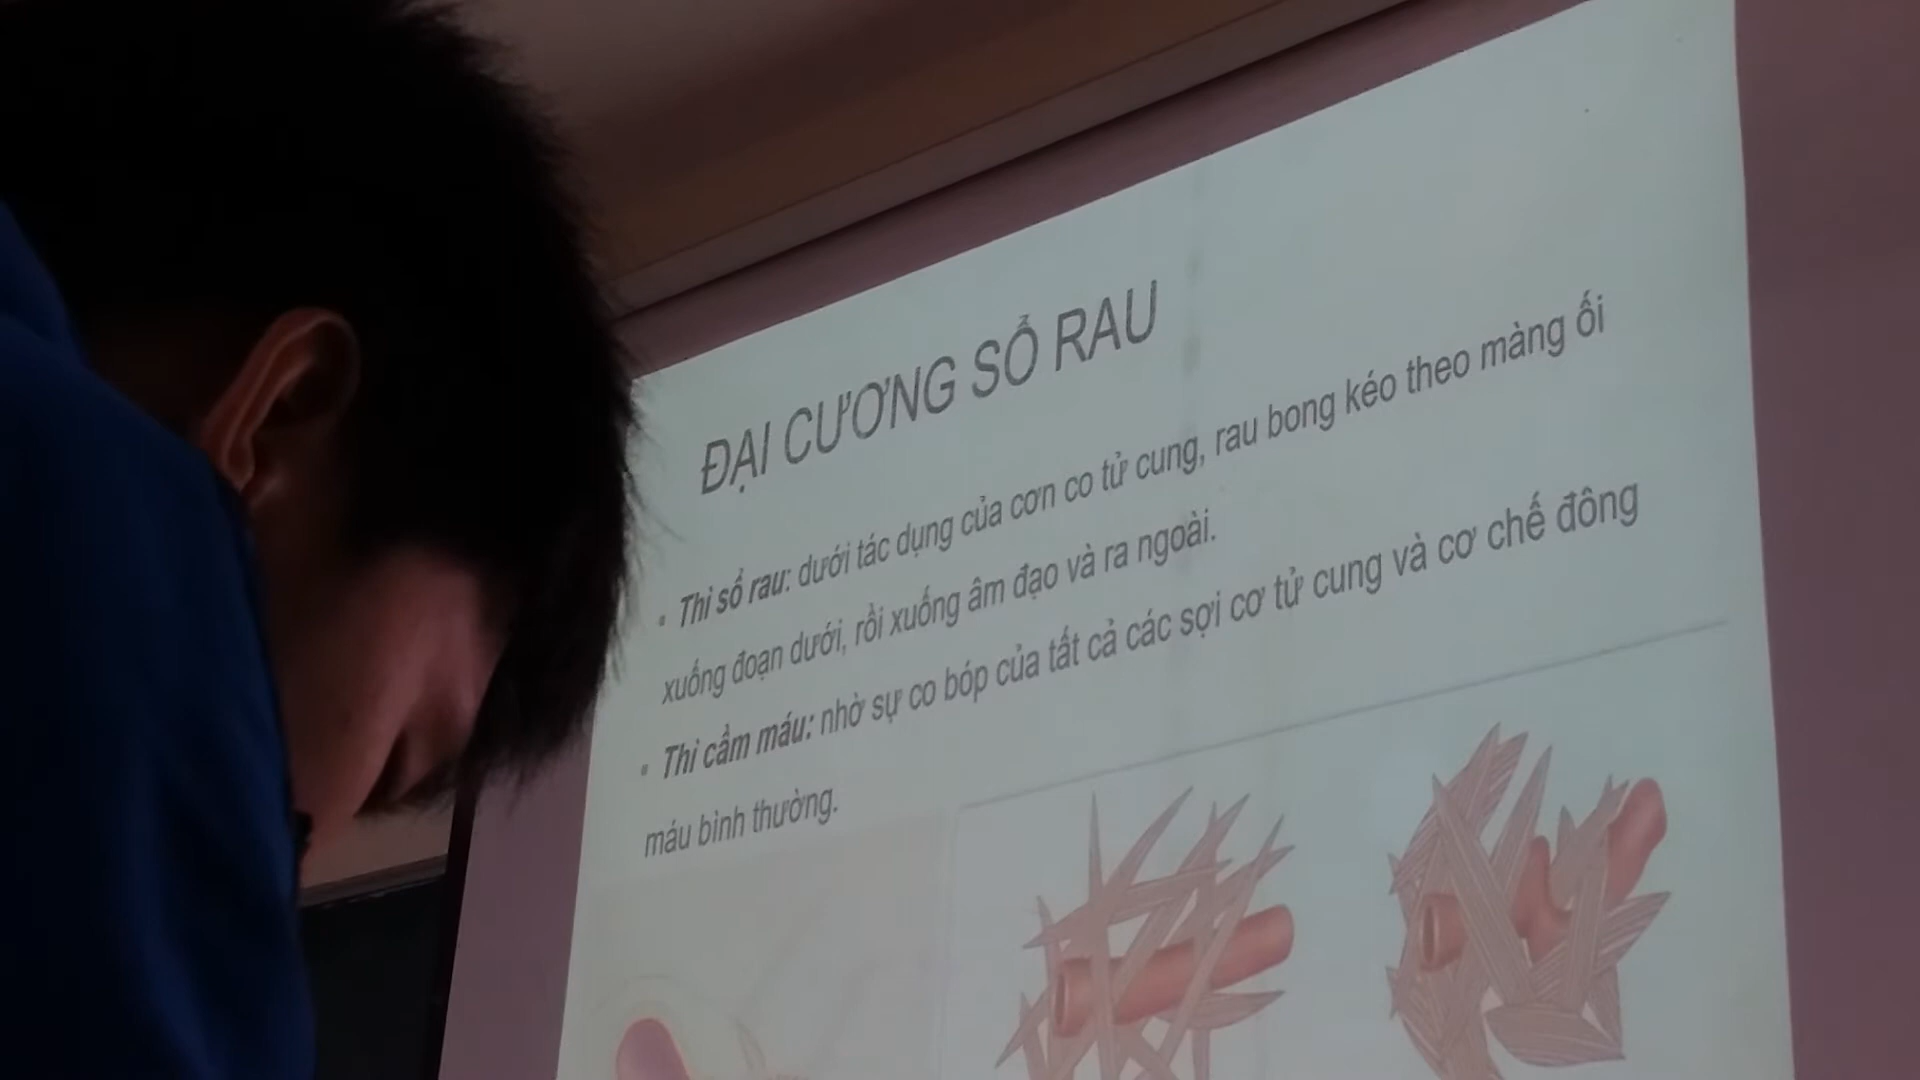 ĐẠI CƯƠNG SỔ RAU
▪ Thì sổ rau: dưới tác dụng của cơn co tử cung, rau bong kéo theo màng ối
xuống đoạn dưới, rồi xuống âm đạo và ra ngoài.
▪ Thì cầm máu: nhờ sự co bóp của tất cả các sợi cơ tử cung và cơ chế đông
máu bình thường.